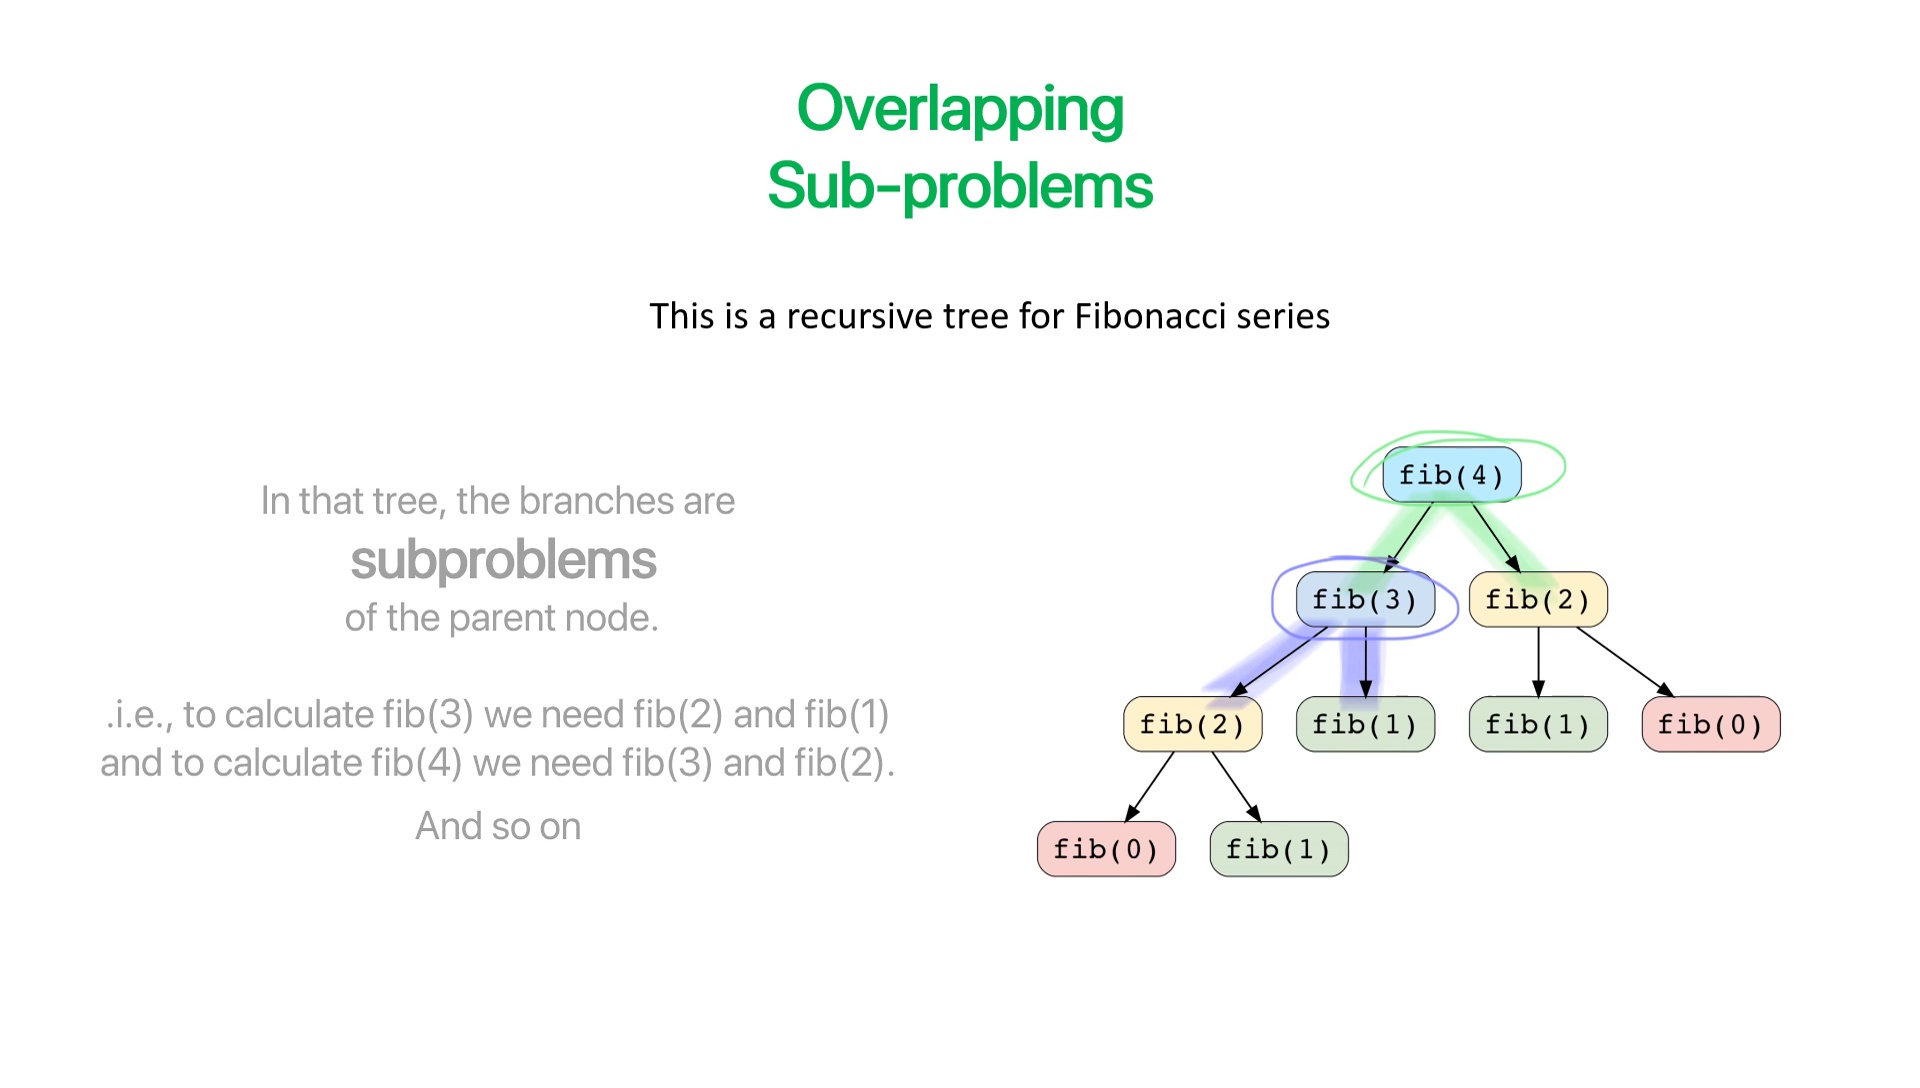 Overlapping
Sub-problems
This is a recursive tree for Fibonacci series
In that tree, the branches are
subproblems
of the parent node.
.i.e., to calculate fib(3) we need fib(2) and fib(1)
and to calculate fib(4) we need fib(3) and fib(2).
And so on
fib(4)
fib(3) fib(2)
fib(2) fib(1) fib(1) fib(0)
fib(0) fib(1)